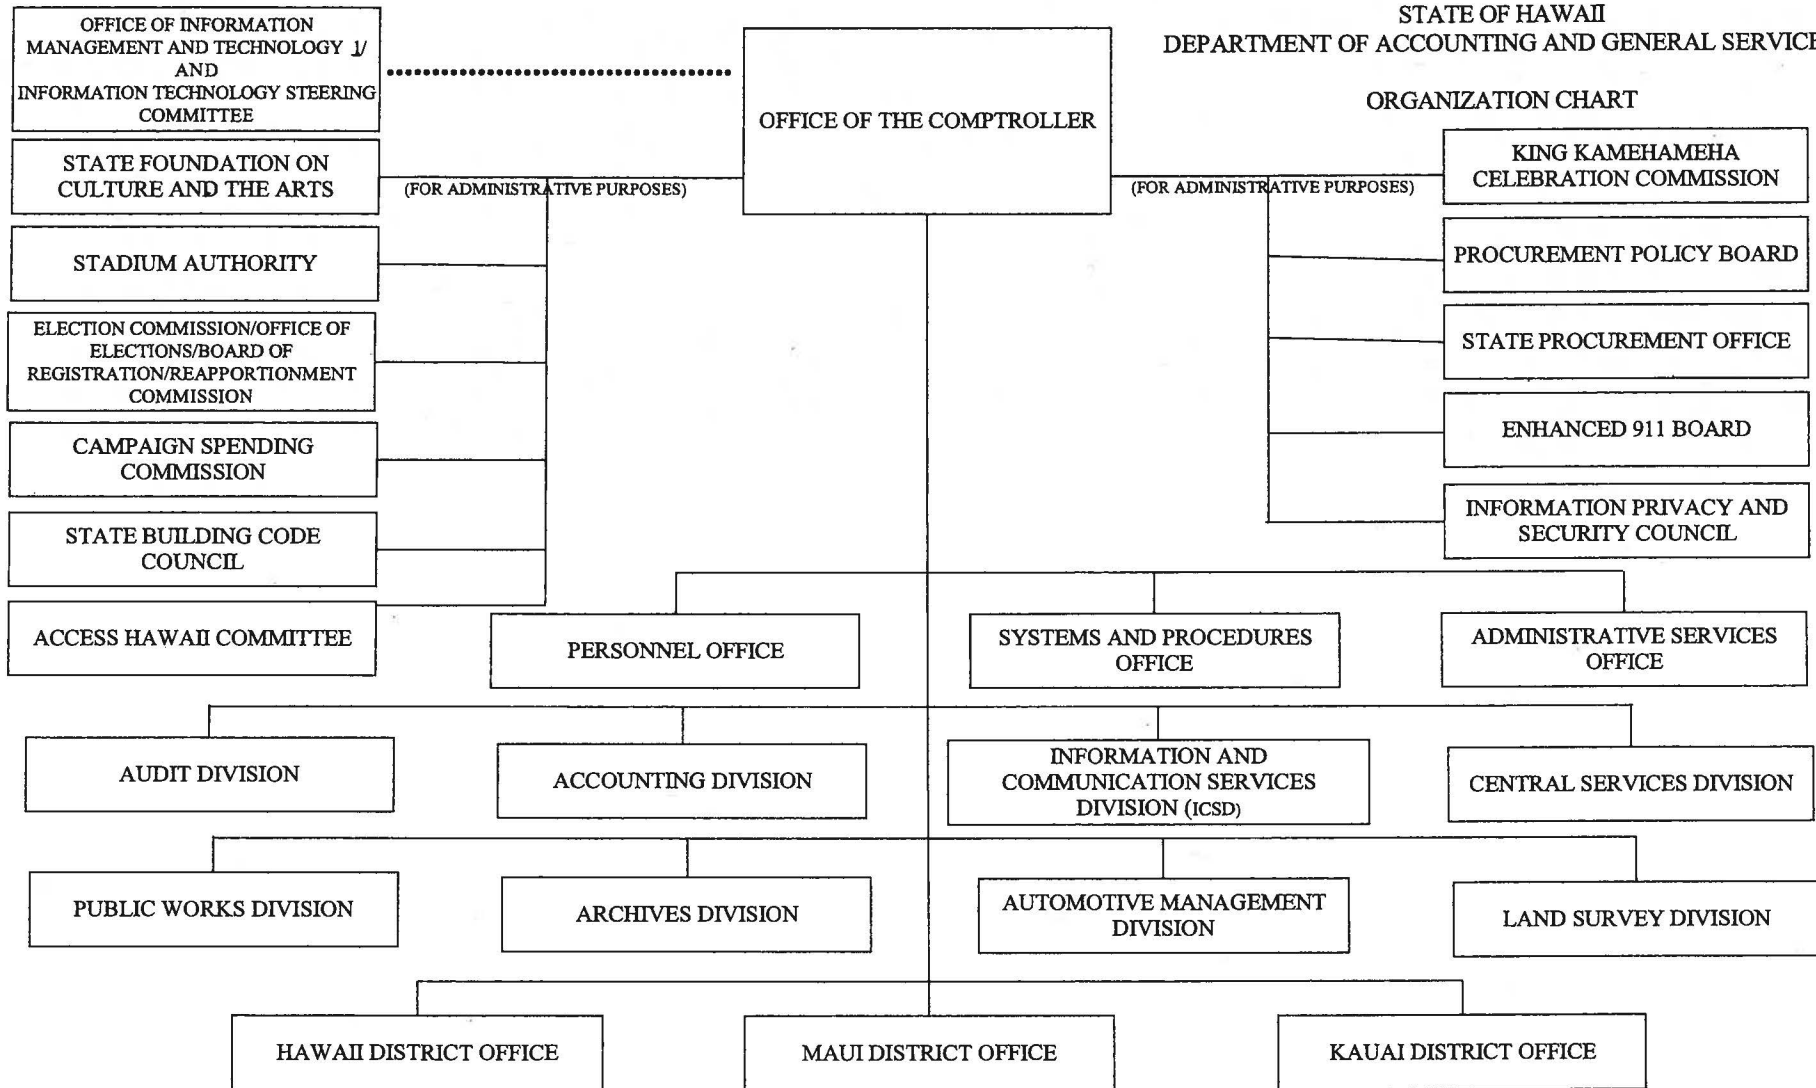 STATE OF HAWAII
DEPARTMENT OF ACCOUNTING AND GENERAL SERVICE
ORGANIZATION CHART
OFFICE OF INFORMATION
MANAGEMENT AND TECHNOLOGY 1/
AND
INFORMATION TECHNOLOGY STEERING
COMMITTEE
OFFICE OF THE COMPTROLLER
STATE FOUNDATION ON
CULTURE AND THE ARTS
(FOR ADMINISTRATIVE PURPOSES)
STADIUM AUTHORITY
ELECTION COMMISSION/OFFICE OF
ELECTIONS/BOARD OF
REGISTRATION/REAPPORTIONMENT
COMMISSION
CAMPAIGN SPENDING
COMMISSION
STATE BUILDING CODE
COUNCIL
ACCESS HAWAII COMMITTEE
(FOR ADMINISTRATIVE PURPOSES)
KING KAMEHAMEHA
CELEBRATION COMMISSION
PROCUREMENT POLICY BOARD
STATE PROCUREMENT OFFICE
ENHANCED 911 BOARD
INFORMATION PRIVACY AND
SECURITY COUNCIL
PERSONNEL OFFICE
SYSTEMS AND PROCEDURES
OFFICE
ADMINISTRATIVE SERVICES
OFFICE
AUDIT DIVISION
ACCOUNTING DIVISION
INFORMATION AND
COMMUNICATION SERVICES
DIVISION (ICSD)
CENTRAL SERVICES DIVISION
PUBLIC WORKS DIVISION
ARCHIVES DIVISION
AUTOMOTIVE MANAGEMENT
DIVISION
LAND SURVEY DIVISION
HAWAII DISTRICT OFFICE
MAUI DISTRICT OFFICE
KAUAI DISTRICT OFFICE